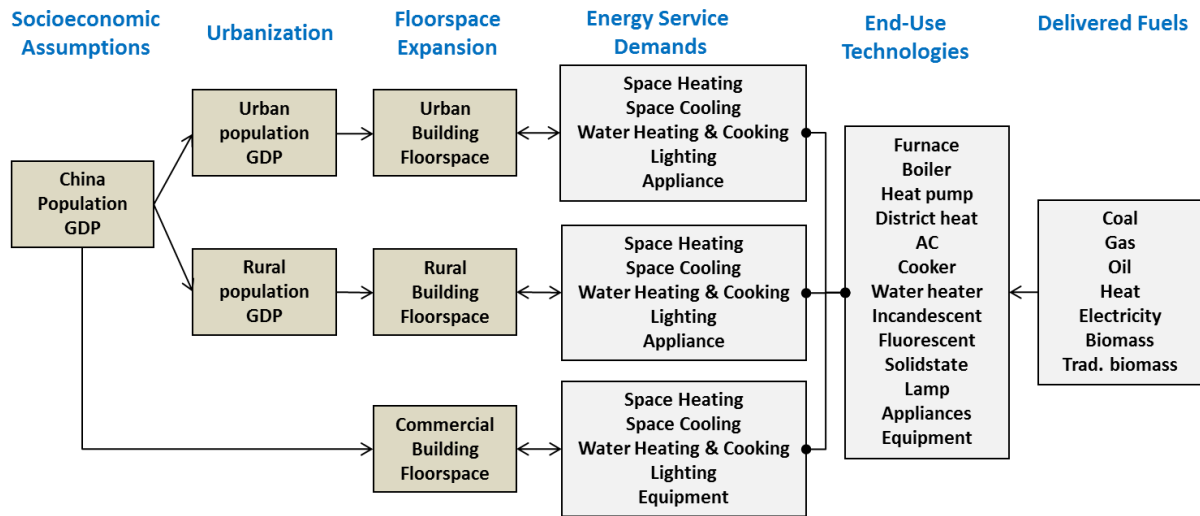 Socioeconomic
Assumptions
Urbanization
Floorspace
Expansion
Energy Service
Demands
End-Use
Technologies
Delivered Fuels
China
Population
GDP
Urban
population
GDP
Rural
population
GDP
Urban
Building
Floorspace
Rural
Building
Floorspace
Commercial
Building
Floorspace
Space Heating
Space Cooling
Water Heating & Cooking
Lighting
Appliance
Space Heating
Space Cooling
Water Heating & Cooking
Lighting
Appliance
Space Heating
Space Cooling
Water Heating & Cooking
Lighting
Equipment
Furnace
Boiler
Heat pump
District heat
AC
Cooker
Water heater
Incandescent
Fluorescent
Solidstate
Lamp
Appliances
Equipment
Coal
Gas
Oil
Heat
Electricity
Biomass
Trad. biomass